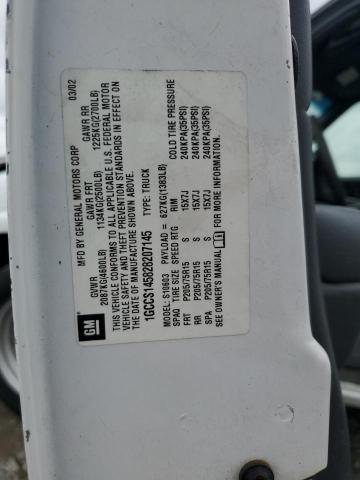 GM
MFD BY GENERAL MOTORS CORP 03/02
GVWR GAWR FRT GAWR RR
2087KG(4600LB) 1134KG(2500LB) 1225KG(2700LB)
THIS VEHICLE CONFORMS TO ALL APPLICABLE U.S. FEDERAL MOTOR
VEHICLE SAFETY AND THEFT PREVENTION STANDARDS IN EFFECT ON
THE DATE OF MANUFACTURE SHOWN ABOVE.
1GCCS145828207145 TYPE: TRUCK
MODEL: S10603 PAYLOAD = 627KG(1383LB)
SPAQ TIRE SIZE SPEED RTG RIM COLD TIRE PRESSURE
FRT P205/75R15 S 15X7J 240KPA(35PSI)
RR P205/75R15 S 15X7J 240KPA(35PSI)
SPA P205/75R15 S 15X7J 240KPA(35PSI)
SEE OWNER'S MANUAL FOR MORE INFORMATION.